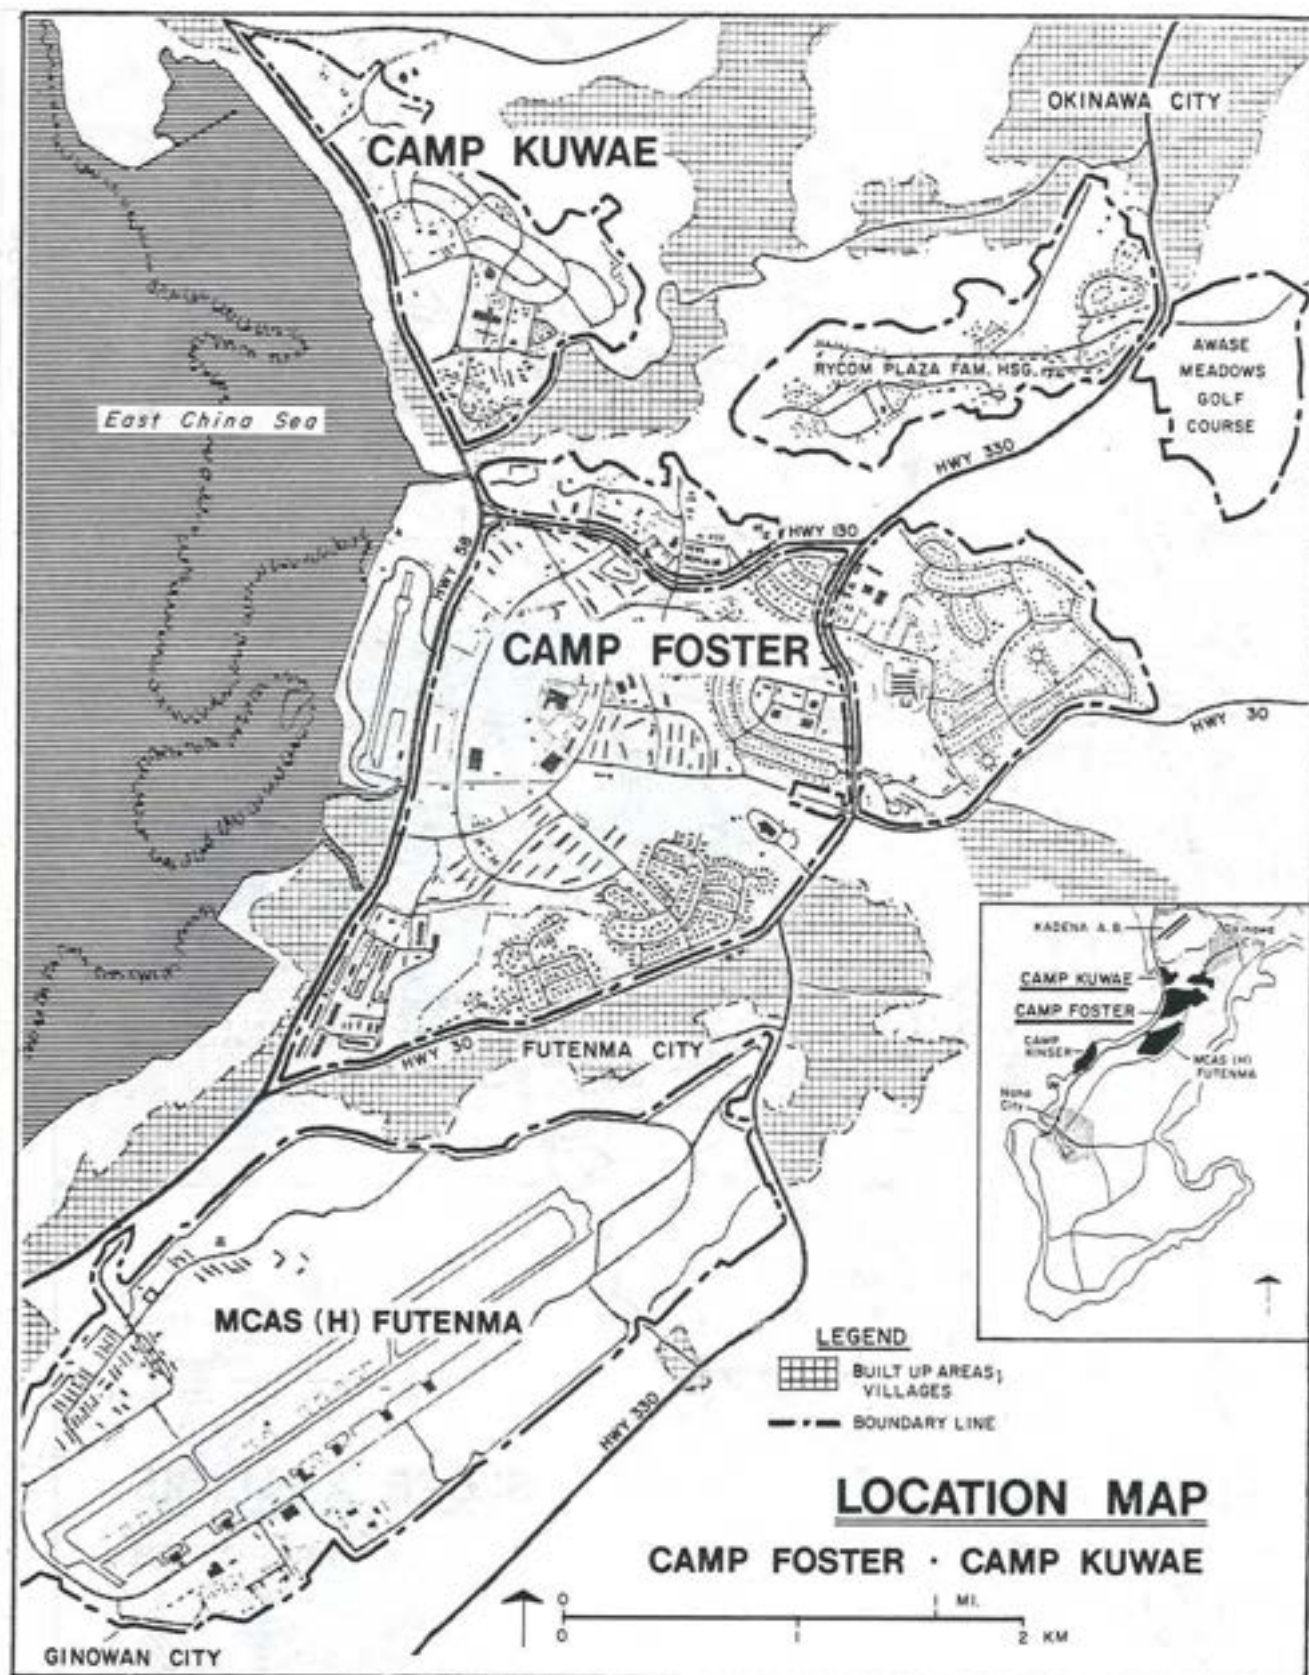 OKINAWA CITY
CAMP KUWAE
AWASE
MEADOWS
GOLF
COURSE
RYCOM PLAZA FAM. HSG.
East China Sea
HWY 330
HWY 130
HWY 58
CAMP FOSTER
HWY 30
KADENA A.B.
Okinawa
City
CAMP KUWAE
CAMP FOSTER
CAMP
KINSER
MCAS (H)
FUTENMA
Naha
City
HWY 30
FUTENMA CITY
MCAS (H) FUTENMA
LEGEND
BUILT UP AREAS;
VILLAGES
BOUNDARY LINE
HWY 330
LOCATION MAP
CAMP FOSTER · CAMP KUWAE
0 1 MI.
0 1 2 KM
GINOWAN CITY